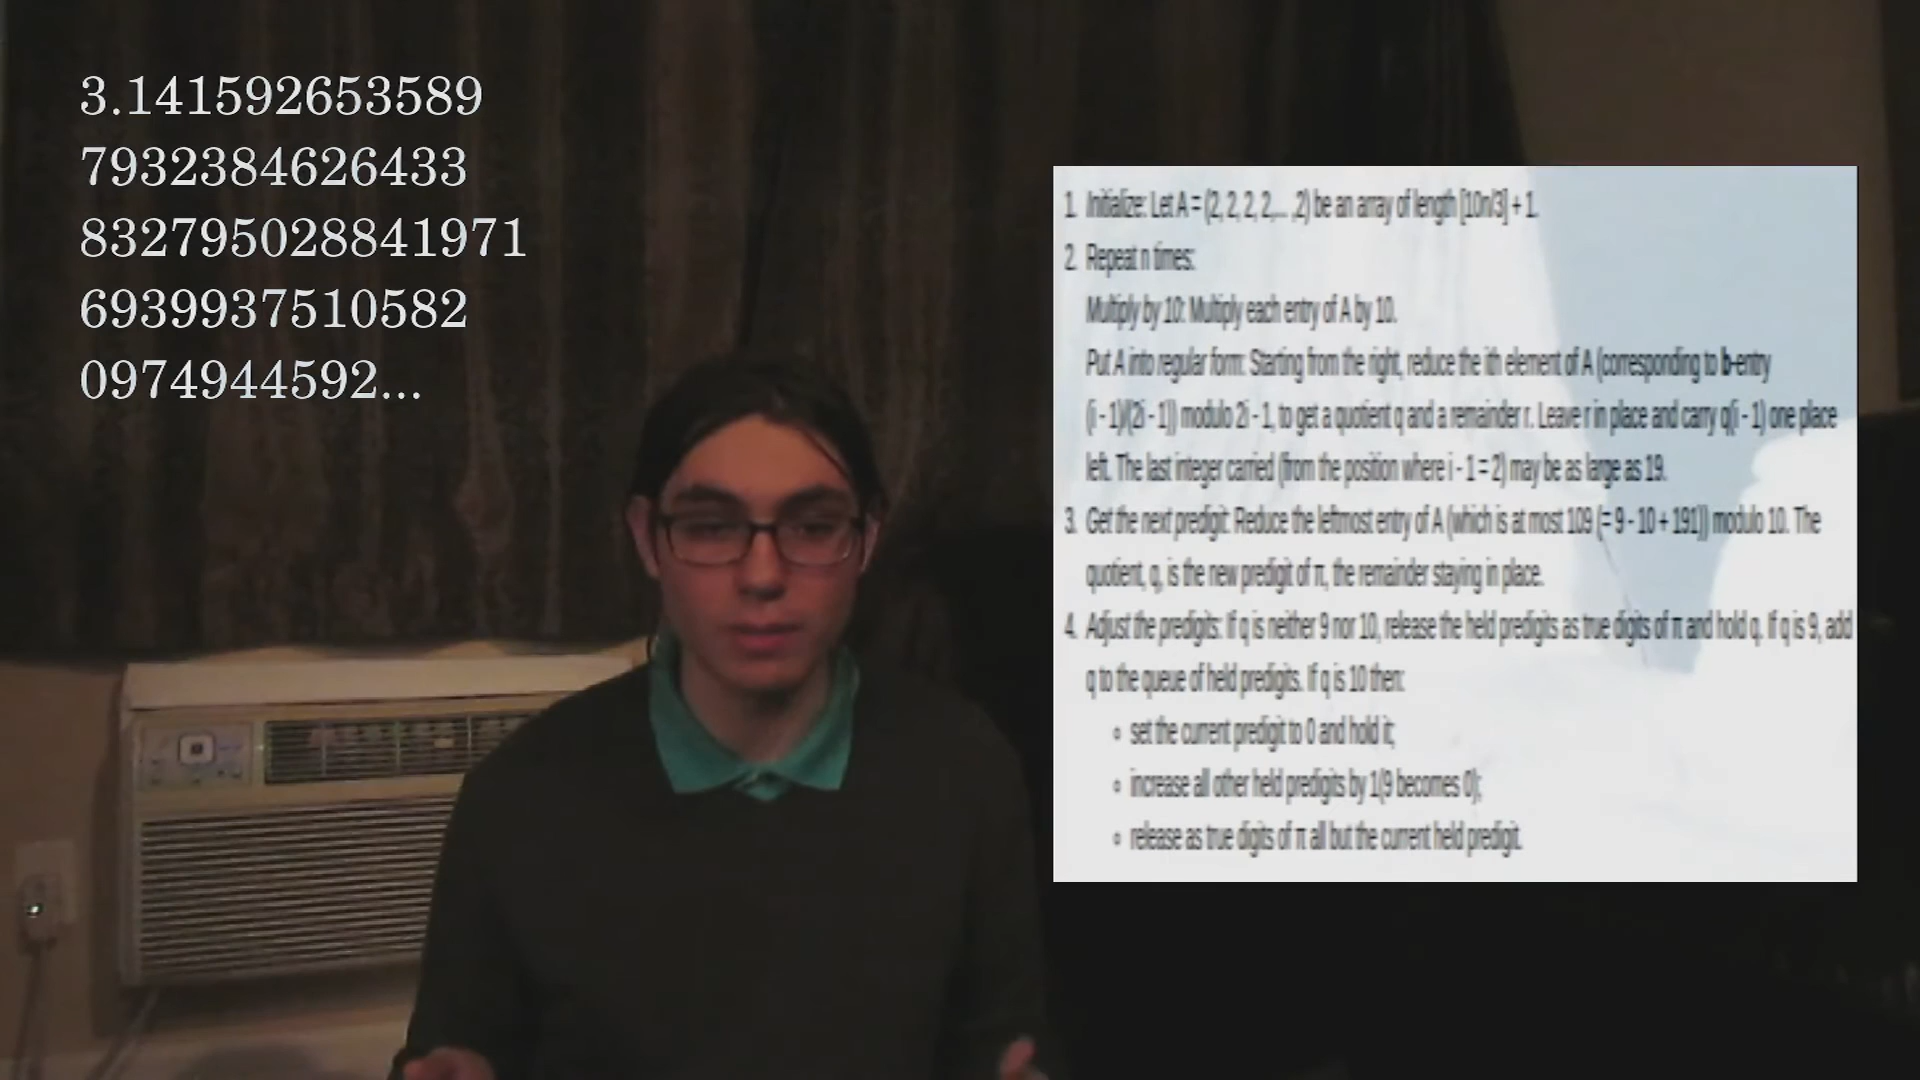 3.141592653589
7932384626433
832795028841971
6939937510582
0974944592...
1. Initialize: Let A = (2, 2, 2, 2,... ,2) be an array of length [10n/3] + 1.
2. Repeat n times:
Multiply by 10: Multiply each entry of A by 10.
Put A into regular form: Starting from the right, reduce the ith element of A (corresponding to b-entry
(i - 1)/(2i - 1)) modulo 2i - 1, to get a quotient q and a remainder r. Leave r in place and carry q(i - 1) one place
left. The last integer carried (from the position where i - 1 = 2) may be as large as 19.
3. Get the next predigit: Reduce the leftmost entry of A (which is at most 109 (= 9 - 10 + 191)) modulo 10. The
quotient, q, is the new predigit of π, the remainder staying in place.
4. Adjust the predigits: If q is neither 9 nor 10, release the held predigits as true digits of π and hold q. If q is 9, add
q to the queue of held predigits. If q is 10 then:
◦ set the current predigit to 0 and hold it;
◦ increase all other held predigits by 1(9 becomes 0);
◦ release as true digits of π all but the current held predigit.